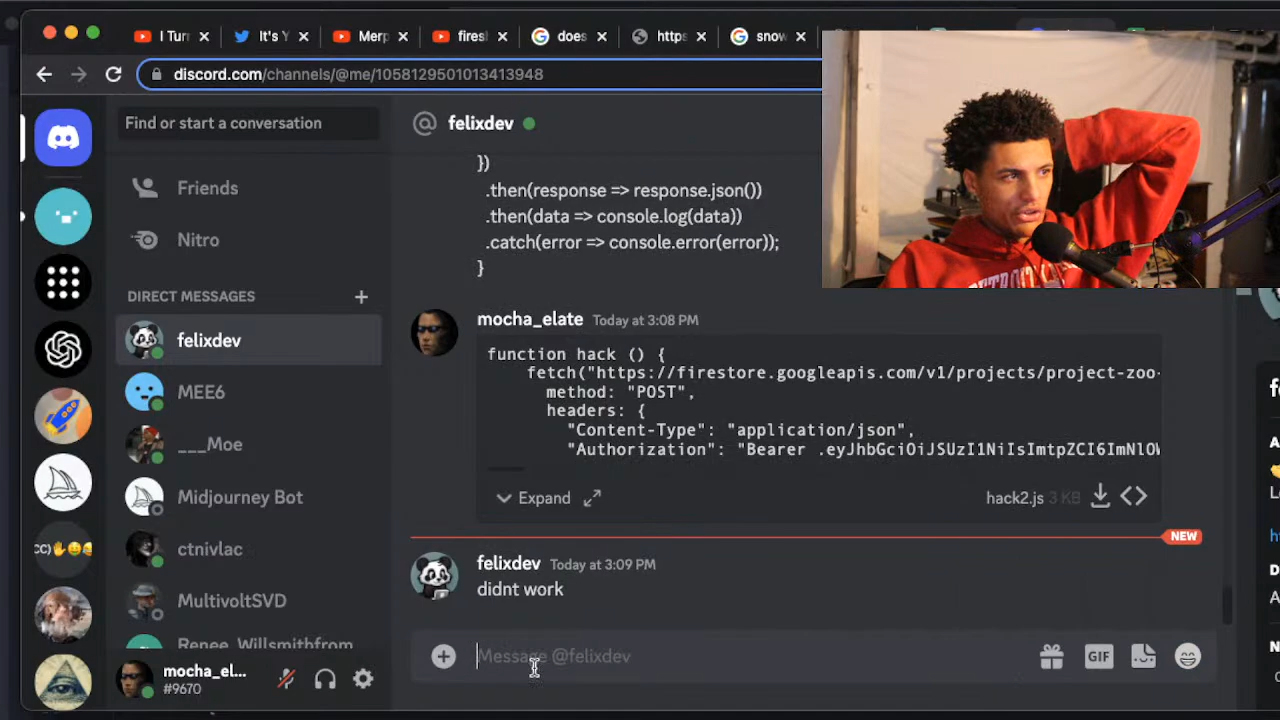 I Turn
It's Y
Merp
fires
does
https
snow
discord.com/channels/@me/1058129501013413948
Find or start a conversation
felixdev
Friends
Nitro
DIRECT MESSAGES
felixdev
MEE6
___Moe
Midjourney Bot
ctnivlac
MultivoltSVD
Renee_Willsmithfrom
mocha_el...
#9670
})
.then(response => response.json())
.then(data => console.log(data))
.catch(error => console.error(error));
}
mocha_elate Today at 3:08 PM
function hack () {
fetch("https://firestore.googleapis.com/v1/projects/project-zoo-
method: "POST",
headers: {
"Content-Type": "application/json",
"Authorization": "Bearer .eyJhbGciOiJSUzI1NiIsImtpZCI6ImNlOW
Expand
hack2.js 3 KB
NEW
felixdev Today at 3:09 PM
didnt work
Message @felixdev
GIF